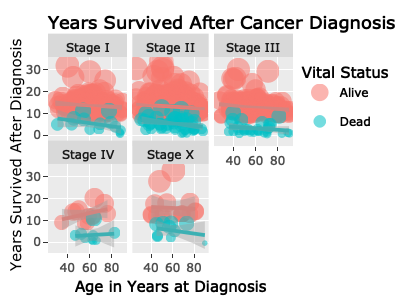 Years Survived After Cancer Diagnosis
Stage I
Stage II
Stage III
Stage IV
Stage X
30
20
10
0
30
20
10
0
40 60 80
40 60 80
40 60 80
Years Survived After Diagnosis
Age in Years at Diagnosis
Vital Status
Alive
Dead